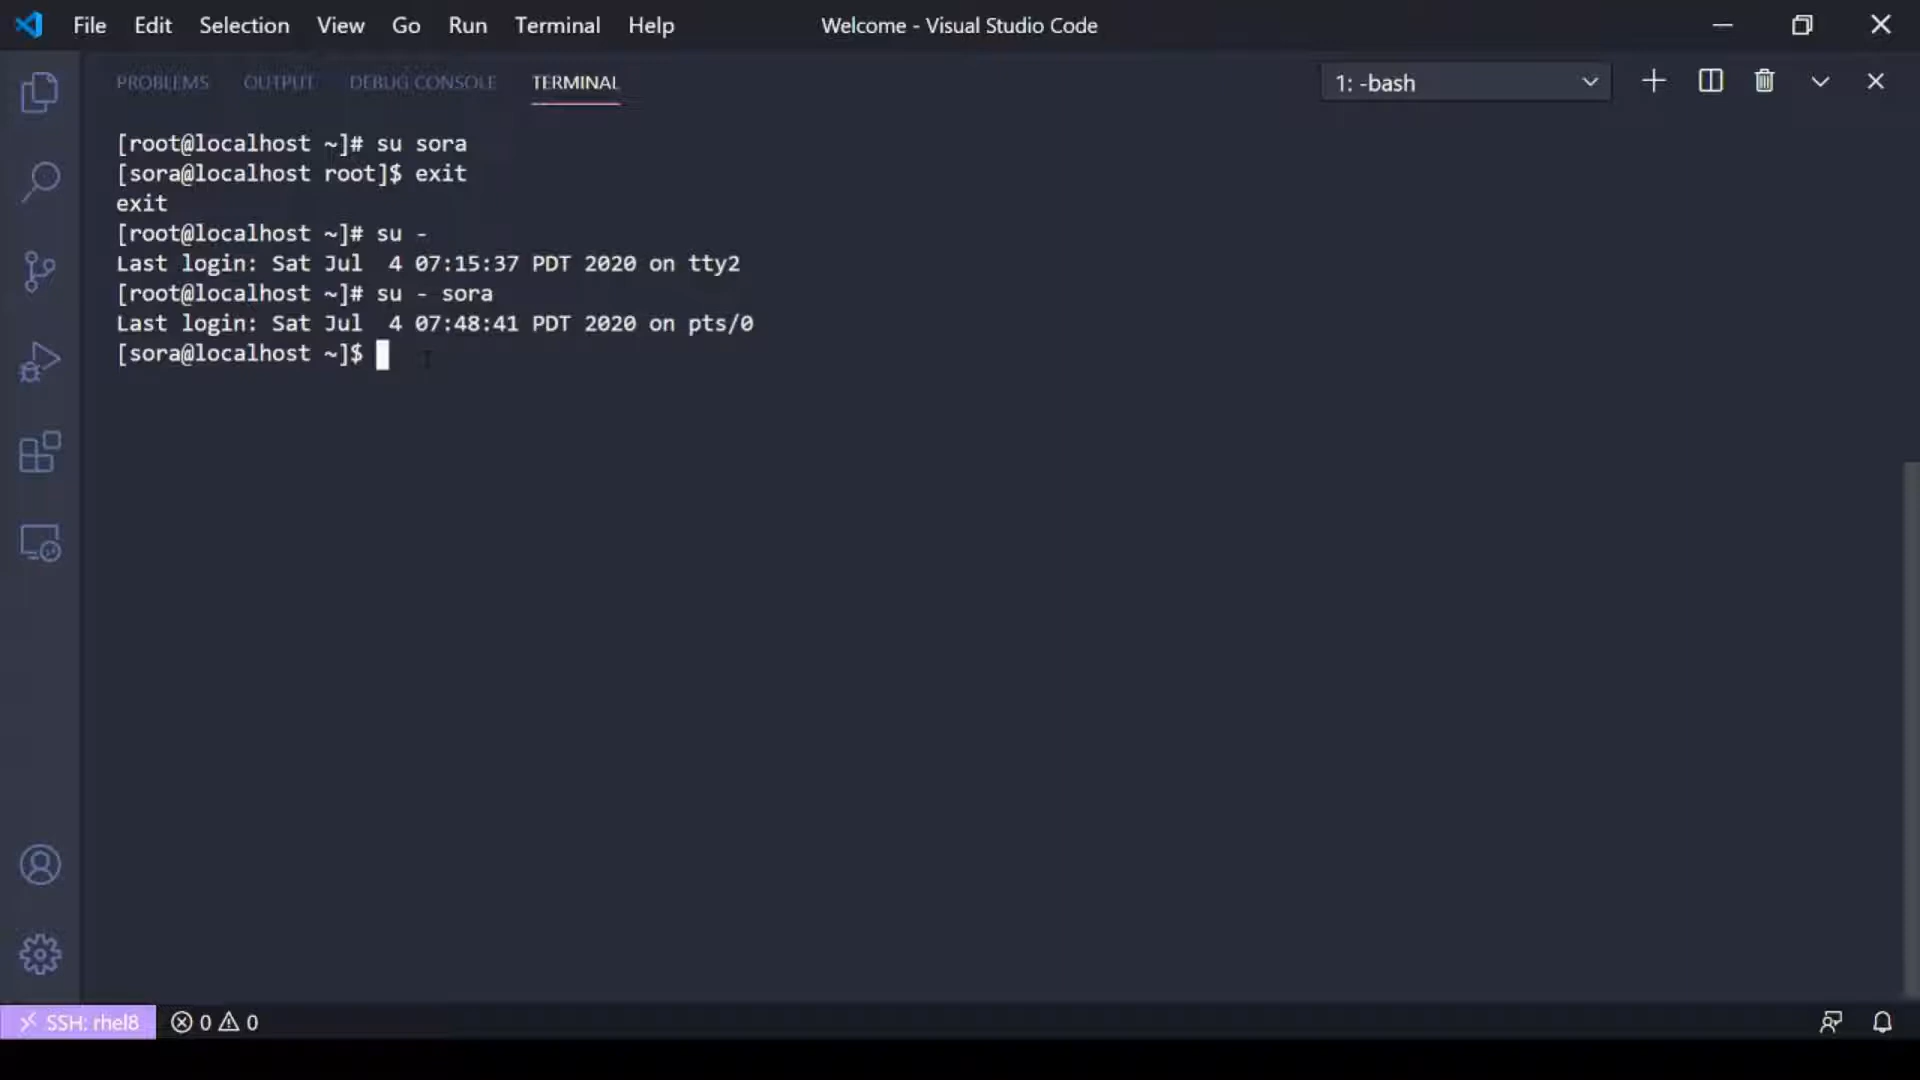 File Edit Selection View Go Run Terminal Help Welcome - Visual Studio Code
PROBLEMS OUTPUT DEBUG CONSOLE TERMINAL 1: -bash
[root@localhost ~]# su sora
[sora@localhost root]$ exit
exit
[root@localhost ~]# su -
Last login: Sat Jul  4 07:15:37 PDT 2020 on tty2
[root@localhost ~]# su - sora
Last login: Sat Jul  4 07:48:41 PDT 2020 on pts/0
[sora@localhost ~]$
SSH: rhel8 0 0